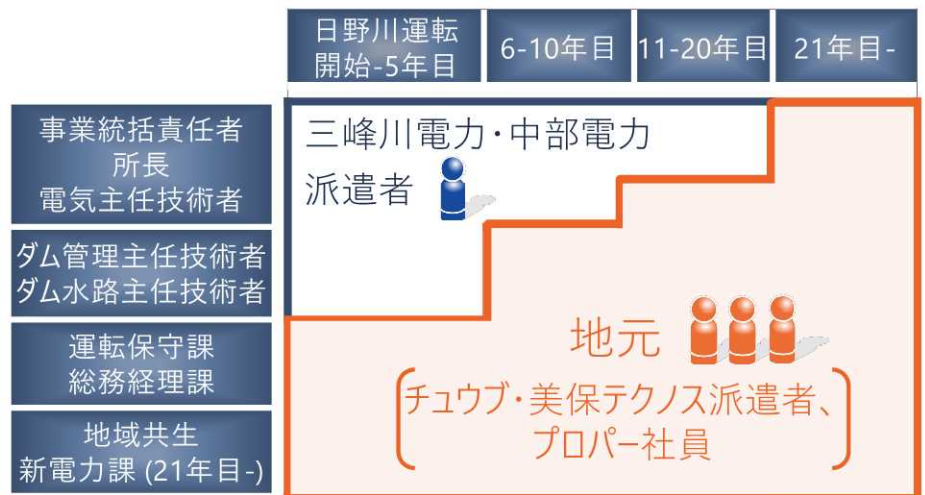 日野川運転
開始-5年目
6-10年目
11-20年目
21年目-
事業統括責任者
所長
電気主任技術者
ダム管理主任技術者
ダム水路主任技術者
運転保守課
総務経理課
地域共生
新電力課 (21年目-)
三峰川電力・中部電力
派遣者
地元
チュウブ・美保テクノス派遣者、
プロパー社員